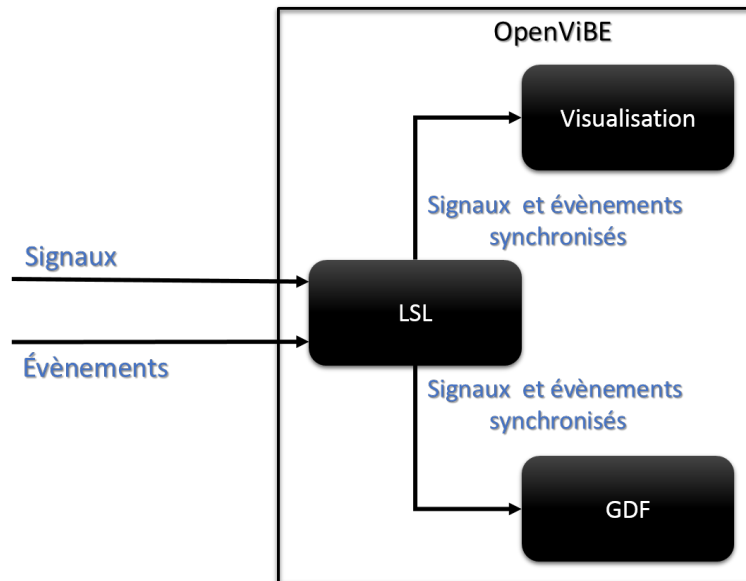 OpenViBE
Visualisation
Signaux et évènements
synchronisés
Signaux
LSL
Évènements
Signaux et évènements
synchronisés
GDF